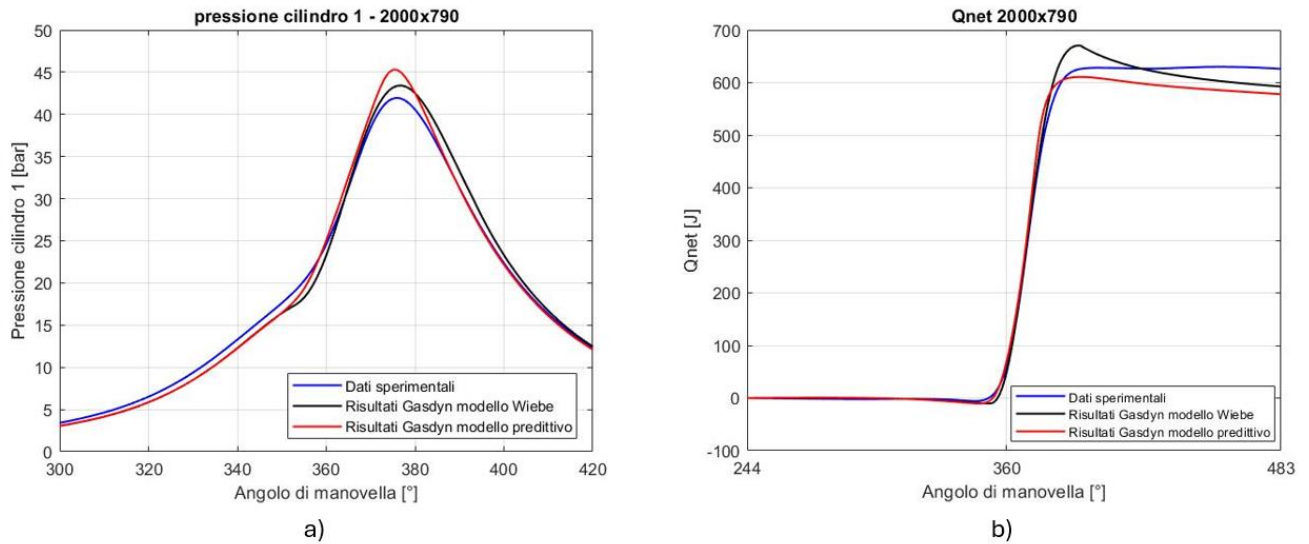 pressione cilindro 1 - 2000x790
Pressione cilindro 1 [bar]
50
45
40
35
30
25
20
15
10
5
0
300
320
340
360
380
400
420
Angolo di manovella [°]
Dati sperimentali
Risultati Gasdyn modello Wiebe
Risultati Gasdyn modello predittivo
a)
Qnet 2000x790
Qnet [J]
700
600
500
400
300
200
100
0
-100
244
360
483
Angolo di manovella [°]
Dati sperimentali
Risultati Gasdyn modello Wiebe
Risultati Gasdyn modello predittivo
b)